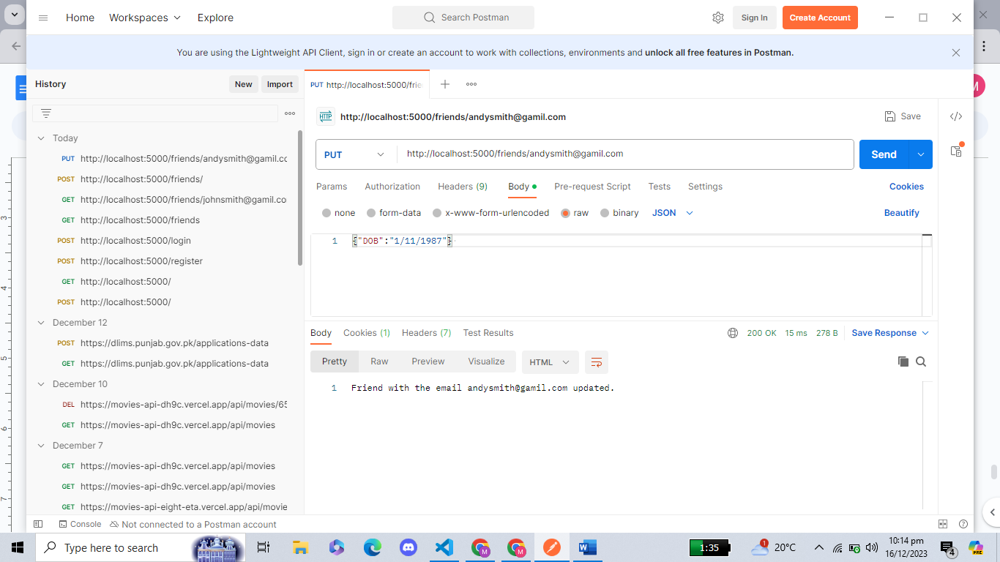 Home Workspaces Explore Search Postman Sign In Create Account
You are using the Lightweight API Client, sign in or create an account to work with collections, environments and unlock all free features in Postman.
History New Import
PUT http://localhost:5000/frie
HTTP http://localhost:5000/friends/andysmith@gamil.com Save
Today
PUT http://localhost:5000/friends/andysmith@gamil.co
POST http://localhost:5000/friends/
GET http://localhost:5000/friends/johnsmith@gamil.co
GET http://localhost:5000/friends
POST http://localhost:5000/login
POST http://localhost:5000/register
GET http://localhost:5000/
POST http://localhost:5000/
December 12
POST https://dlims.punjab.gov.pk/applications-data
GET https://dlims.punjab.gov.pk/applications-data
December 10
DEL https://movies-api-dh9c.vercel.app/api/movies/65
GET https://movies-api-dh9c.vercel.app/api/movies
December 7
GET https://movies-api-dh9c.vercel.app/api/movies
GET https://movies-api-dh9c.vercel.app/api/movies
GET https://movies-api-eight-eta.vercel.app/api/movie
PUT http://localhost:5000/friends/andysmith@gamil.com Send
Params Authorization Headers (9) Body Pre-request Script Tests Settings Cookies
none form-data x-www-form-urlencoded raw binary JSON Beautify
1 {"DOB":"1/11/1987"}
Body Cookies (1) Headers (7) Test Results 200 OK 15 ms 278 B Save Response
Pretty Raw Preview Visualize HTML
1 Friend with the email andysmith@gamil.com updated.
Console Not connected to a Postman account
3
4
5
6
7
M
Type here to search
M
M
W
1:35
1
20°C
10:14 pm
16/12/2023
4
PRE